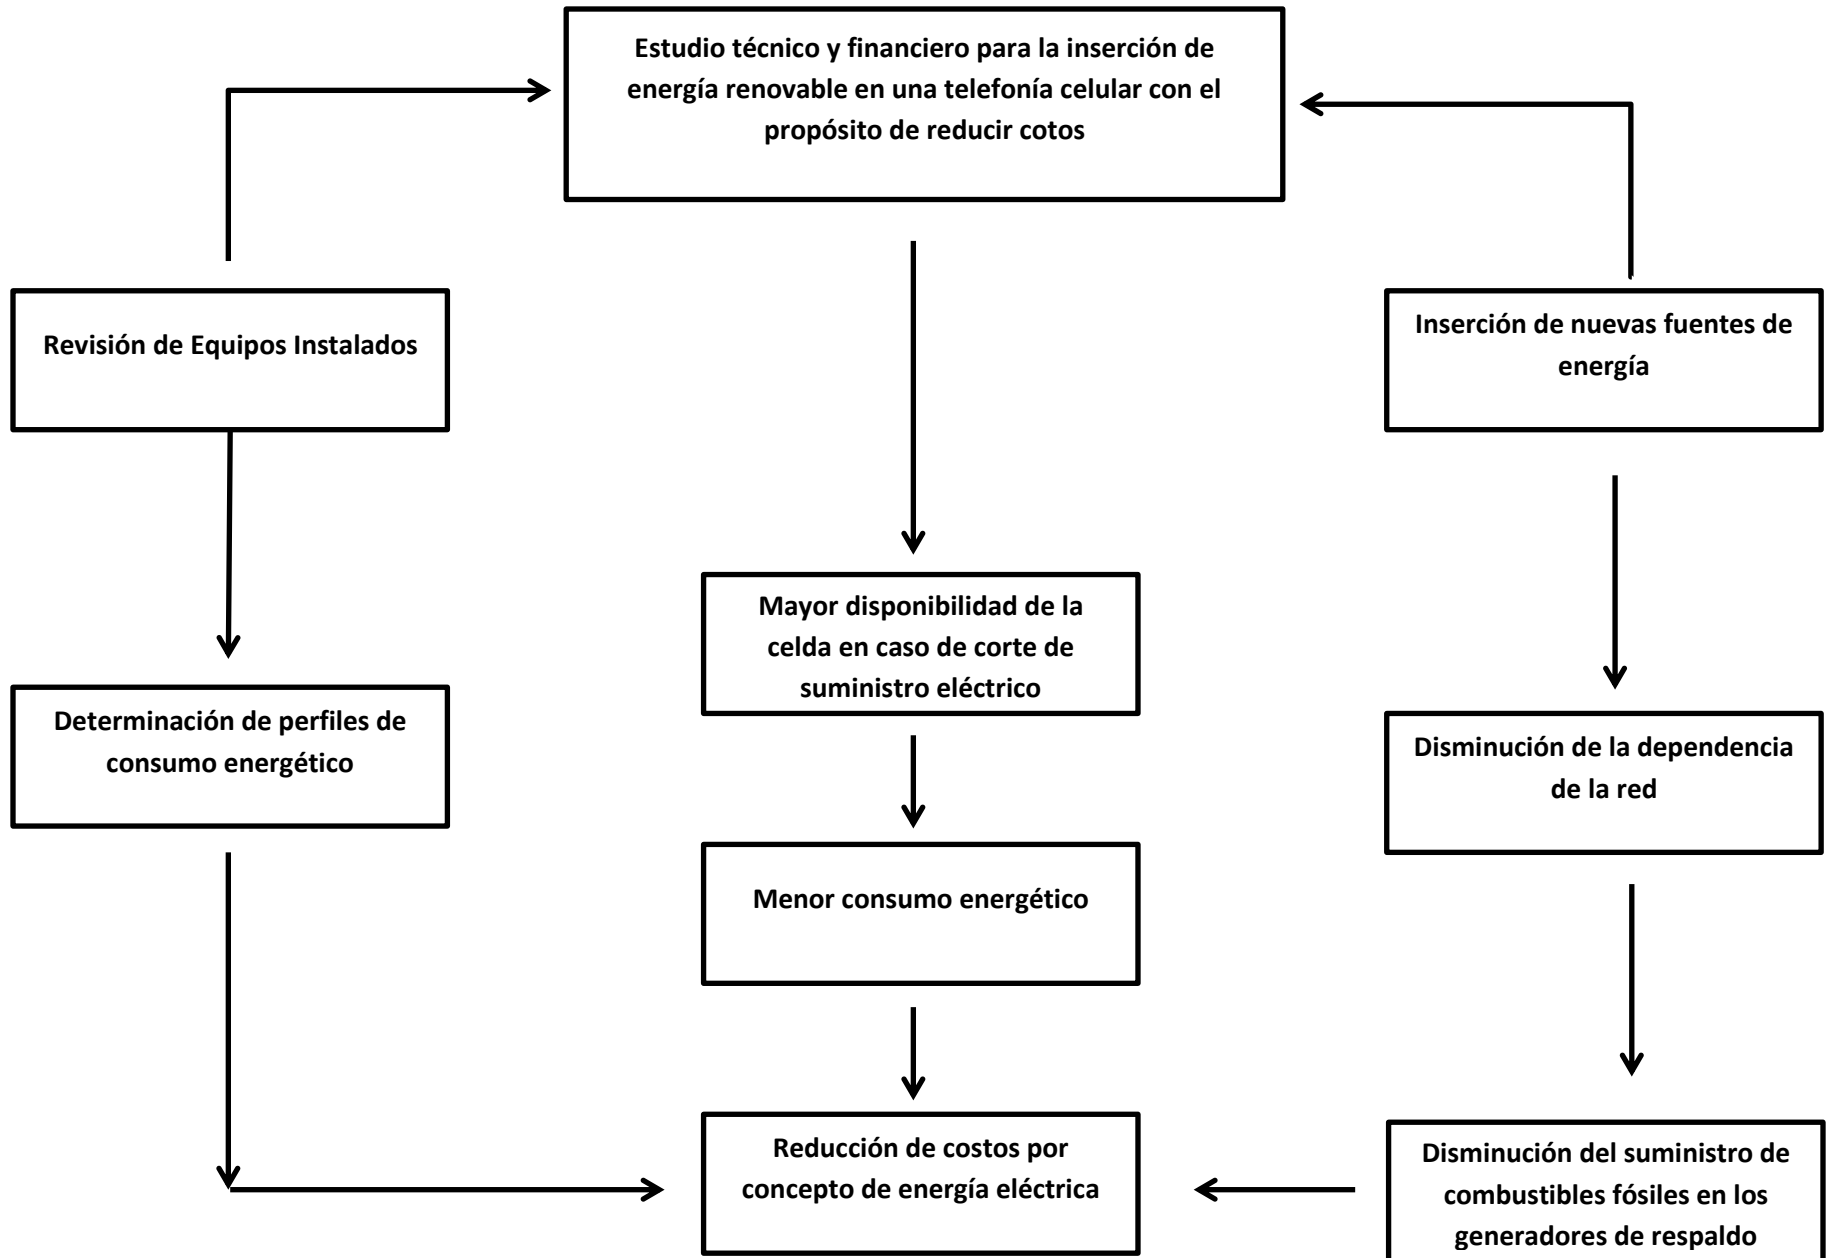 Estudio técnico y financiero para la inserción de
energía renovable en una telefonía celular con el
propósito de reducir cotos
Revisión de Equipos Instalados
Inserción de nuevas fuentes de
energía
Mayor disponibilidad de la
celda en caso de corte de
suministro eléctrico
Determinación de perfiles de
consumo energético
Disminución de la dependencia
de la red
Menor consumo energético
Reducción de costos por
concepto de energía eléctrica
Disminución del suministro de
combustibles fósiles en los
generadores de respaldo